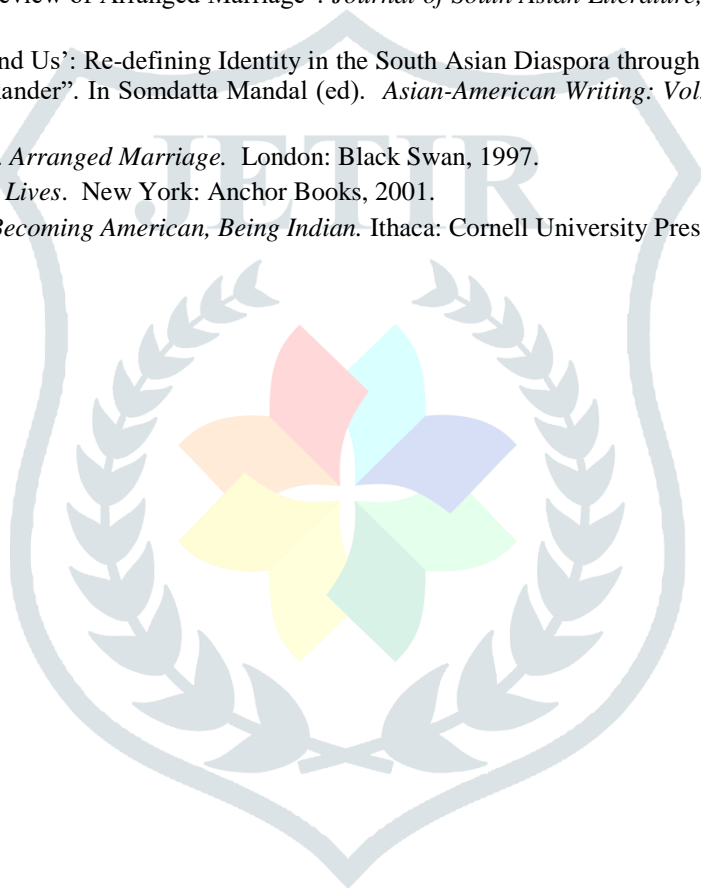 eview of Arranged Marriage”. Journal of South Asian Literature,
nd Us’: Re-defining Identity in the South Asian Diaspora through
ander”. In Somdatta Mandal (ed). Asian-American Writing: Vol.
. Arranged Marriage. London: Black Swan, 1997.
Lives. New York: Anchor Books, 2001.
Becoming American, Being Indian. Ithaca: Cornell University Pres
JETIR